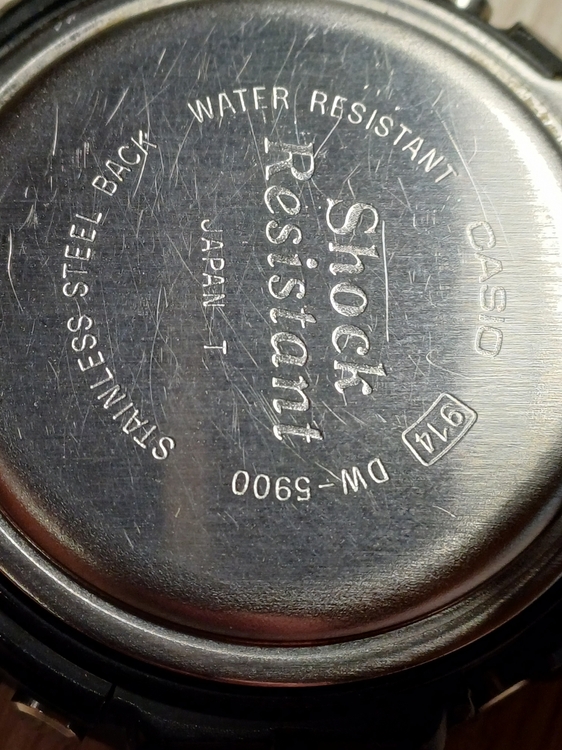 CASIO
914
DW-5900
Shock
Resistant
JAPAN T
WATER RESISTANT
STAINLESS STEEL BACK